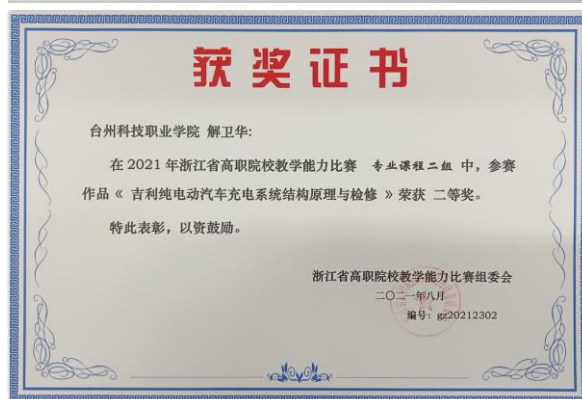 获奖证书
台州科技职业学院 解卫华:
在 2021 年浙江省高职院校教学能力比赛 专业课程二组 中，参赛
作品《 吉利纯电动汽车充电系统结构原理与检修 》荣获 二等奖。
特此表彰，以资鼓励。
浙江省高职院校教学能力比赛组委会
二〇二一年八月
编号: gz20212302